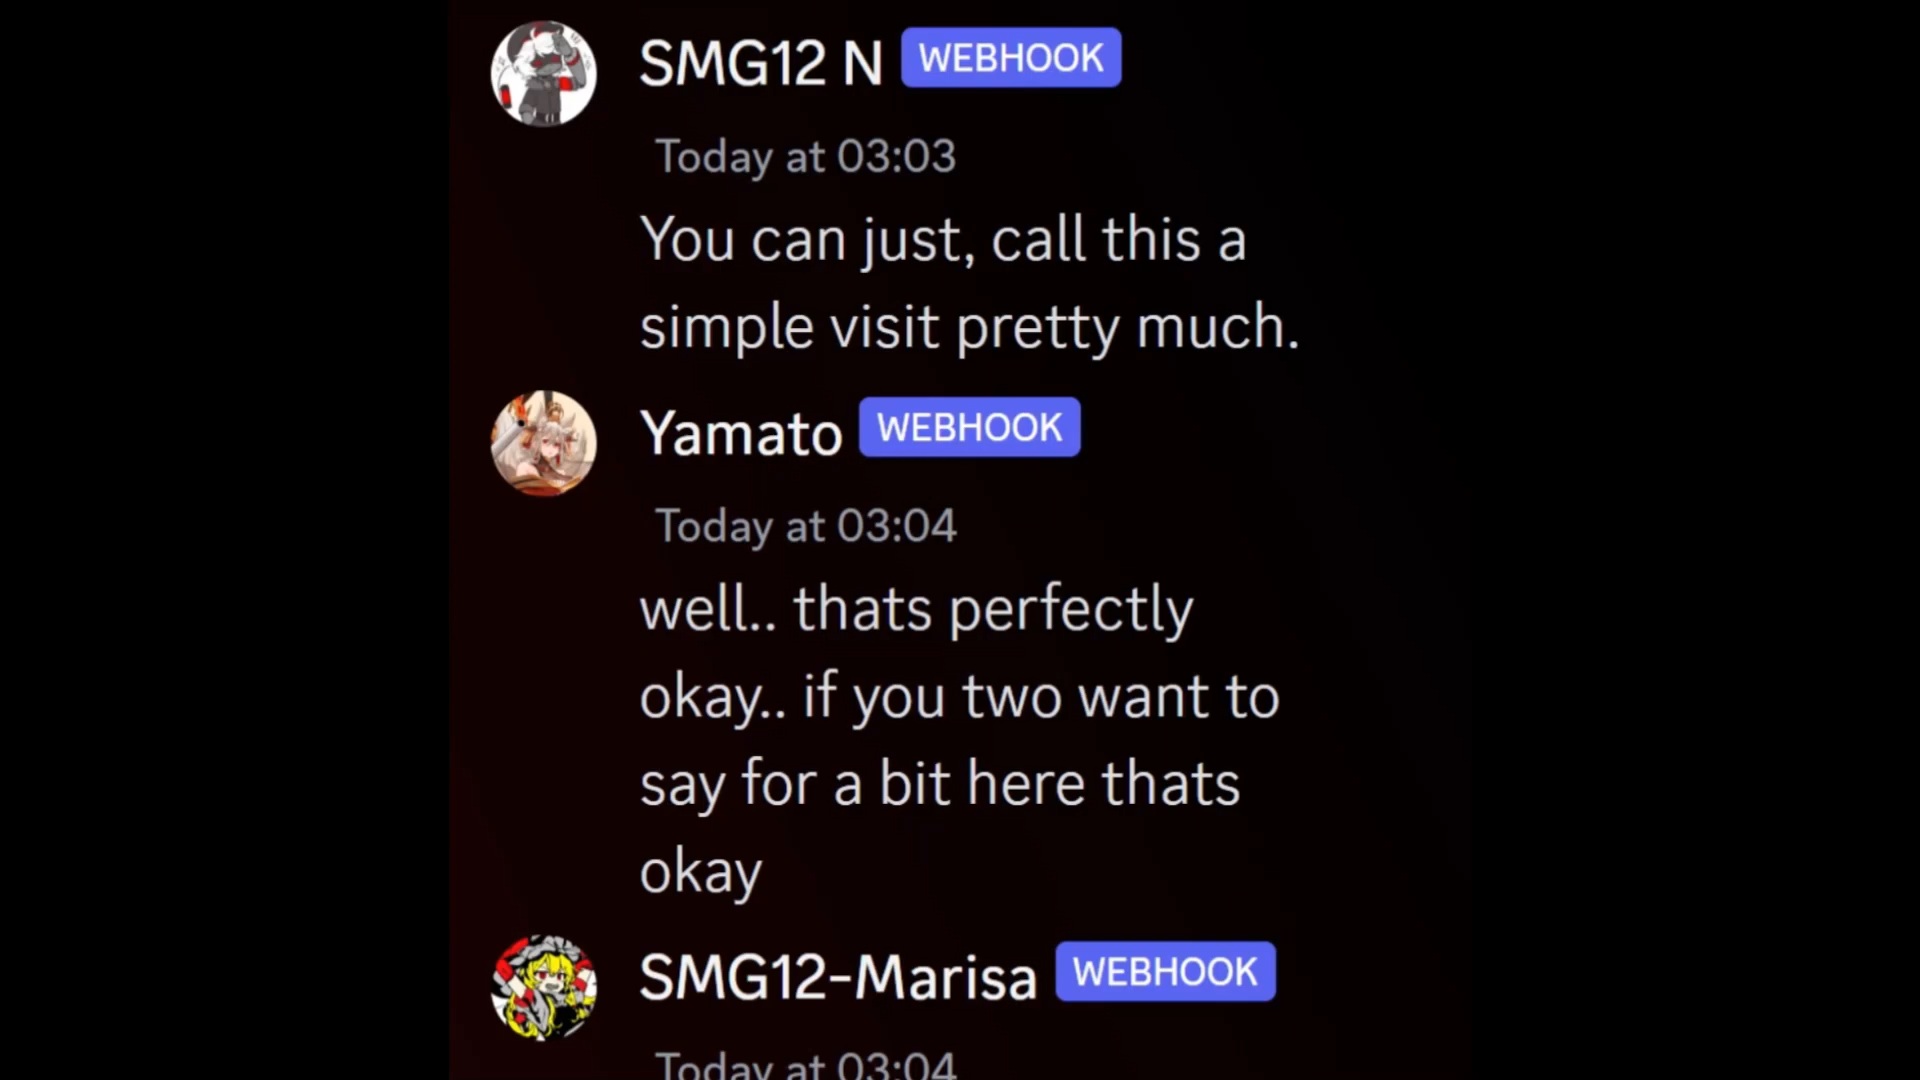 SMG12 N WEBHOOK
Today at 03:03
You can just, call this a
simple visit pretty much.
Yamato WEBHOOK
Today at 03:04
well.. thats perfectly
okay.. if you two want to
say for a bit here thats
okay
SMG12-Marisa WEBHOOK
Today at 03:04